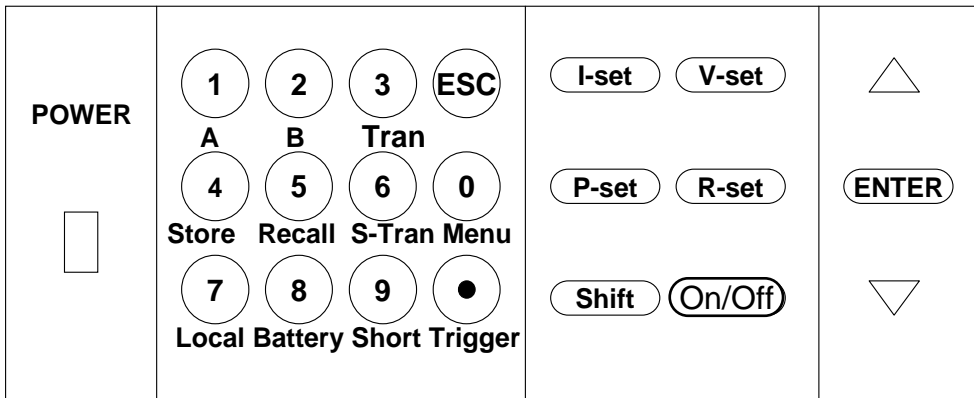 POWER
1 2 3 ESC
A B Tran
4 5 6 0
Store Recall S-Tran Menu
7 8 9
Local Battery Short Trigger
I-set V-set
P-set R-set
Shift On/Off
ENTER